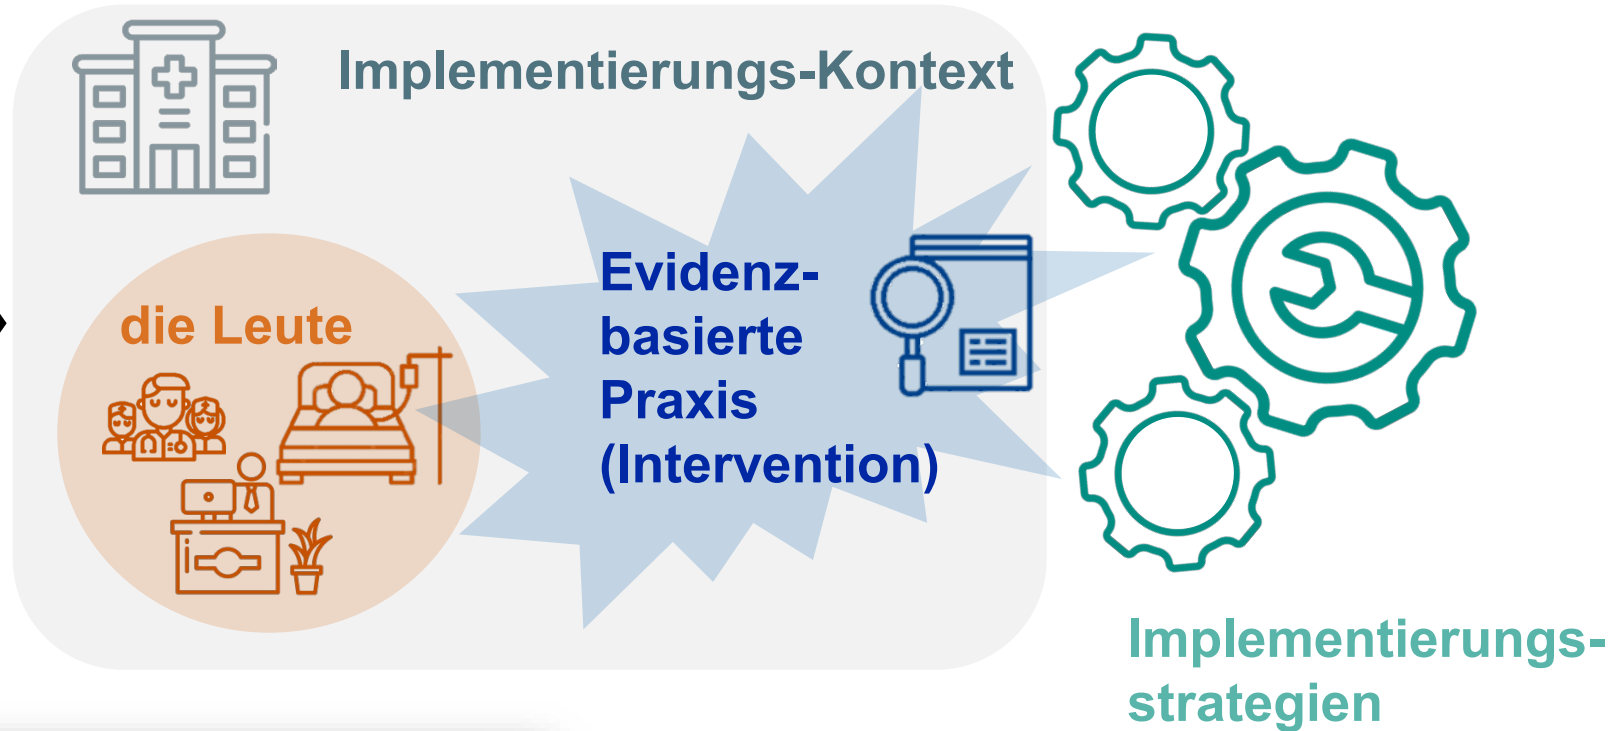 Implementierungs-Kontext
die Leute
Evidenz-
basierte
Praxis
(Intervention)
Implementierungs-
strategien